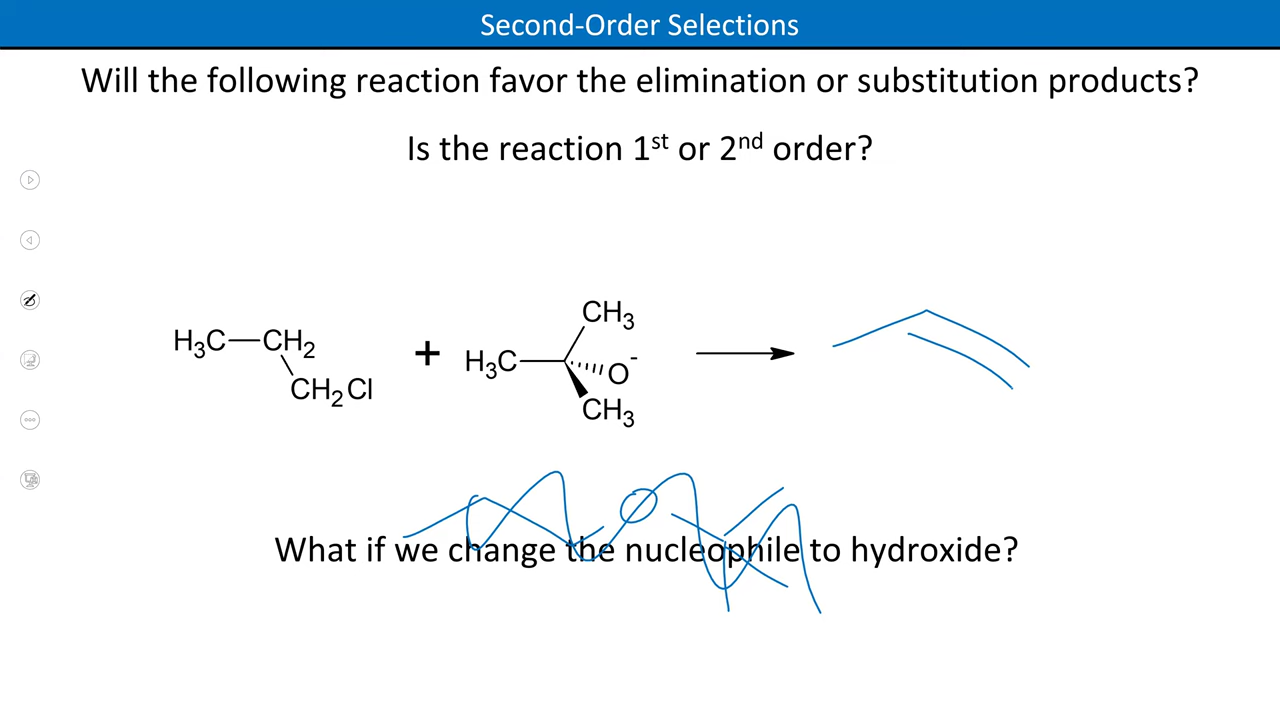 Second-Order Selections
Will the following reaction favor the elimination or substitution products?
Is the reaction 1st or 2nd order?
CH3
H3C CH2 + H3C O-
CH2Cl CH3
What if we change the nucleophile to hydroxide?